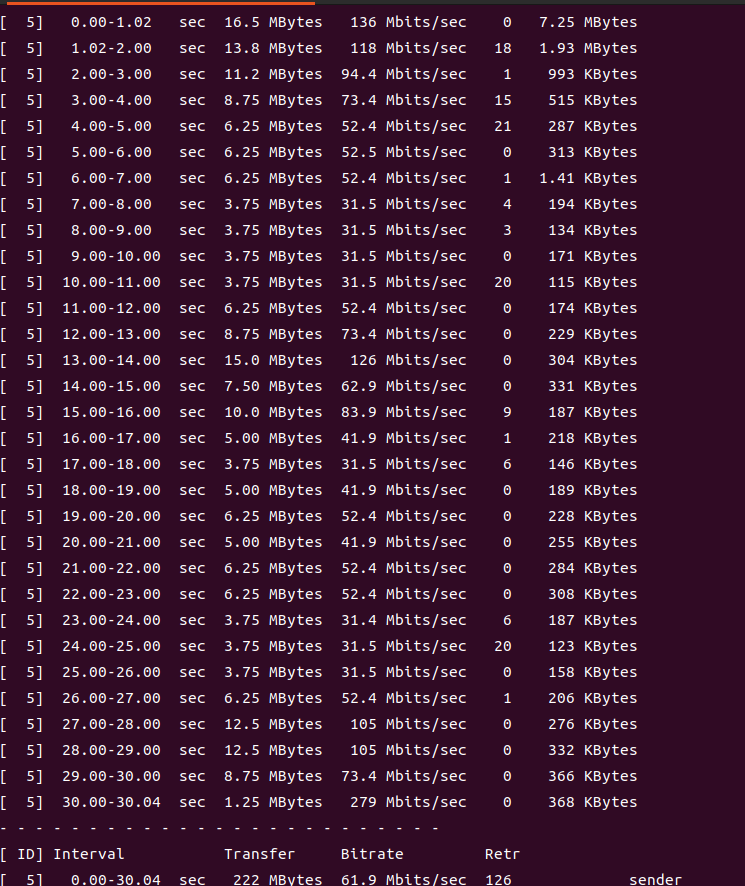 [  5]   0.00-1.02   sec  16.5 MBytes   136 Mbits/sec    0   7.25 MBytes
[  5]   1.02-2.00   sec  13.8 MBytes   118 Mbits/sec   18   1.93 MBytes
[  5]   2.00-3.00   sec  11.2 MBytes  94.4 Mbits/sec    1    993 KBytes
[  5]   3.00-4.00   sec  8.75 MBytes  73.4 Mbits/sec   15    515 KBytes
[  5]   4.00-5.00   sec  6.25 MBytes  52.4 Mbits/sec   21    287 KBytes
[  5]   5.00-6.00   sec  6.25 MBytes  52.5 Mbits/sec    0    313 KBytes
[  5]   6.00-7.00   sec  6.25 MBytes  52.4 Mbits/sec    1   1.41 KBytes
[  5]   7.00-8.00   sec  3.75 MBytes  31.5 Mbits/sec    4    194 KBytes
[  5]   8.00-9.00   sec  3.75 MBytes  31.5 Mbits/sec    3    134 KBytes
[  5]   9.00-10.00  sec  3.75 MBytes  31.5 Mbits/sec    0    171 KBytes
[  5]  10.00-11.00  sec  3.75 MBytes  31.5 Mbits/sec   20    115 KBytes
[  5]  11.00-12.00  sec  6.25 MBytes  52.4 Mbits/sec    0    174 KBytes
[  5]  12.00-13.00  sec  8.75 MBytes  73.4 Mbits/sec    0    229 KBytes
[  5]  13.00-14.00  sec  15.0 MBytes   126 Mbits/sec    0    304 KBytes
[  5]  14.00-15.00  sec  7.50 MBytes  62.9 Mbits/sec    0    331 KBytes
[  5]  15.00-16.00  sec  10.0 MBytes  83.9 Mbits/sec    9    187 KBytes
[  5]  16.00-17.00  sec  5.00 MBytes  41.9 Mbits/sec    1    218 KBytes
[  5]  17.00-18.00  sec  3.75 MBytes  31.5 Mbits/sec    6    146 KBytes
[  5]  18.00-19.00  sec  5.00 MBytes  41.9 Mbits/sec    0    189 KBytes
[  5]  19.00-20.00  sec  6.25 MBytes  52.4 Mbits/sec    0    228 KBytes
[  5]  20.00-21.00  sec  5.00 MBytes  41.9 Mbits/sec    0    255 KBytes
[  5]  21.00-22.00  sec  6.25 MBytes  52.4 Mbits/sec    0    284 KBytes
[  5]  22.00-23.00  sec  6.25 MBytes  52.4 Mbits/sec    0    308 KBytes
[  5]  23.00-24.00  sec  3.75 MBytes  31.4 Mbits/sec    6    187 KBytes
[  5]  24.00-25.00  sec  3.75 MBytes  31.5 Mbits/sec   20    123 KBytes
[  5]  25.00-26.00  sec  3.75 MBytes  31.5 Mbits/sec    0    158 KBytes
[  5]  26.00-27.00  sec  6.25 MBytes  52.4 Mbits/sec    1    206 KBytes
[  5]  27.00-28.00  sec  12.5 MBytes   105 Mbits/sec    0    276 KBytes
[  5]  28.00-29.00  sec  12.5 MBytes   105 Mbits/sec    0    332 KBytes
[  5]  29.00-30.00  sec  8.75 MBytes  73.4 Mbits/sec    0    366 KBytes
[  5]  30.00-30.04  sec  1.25 MBytes   279 Mbits/sec    0    368 KBytes
- - - - - - - - - - - - - - - - - - - - - - - - -
[ ID] Interval           Transfer     Bitrate         Retr
[  5]   0.00-30.04  sec   222 MBytes  61.9 Mbits/sec  126             sender